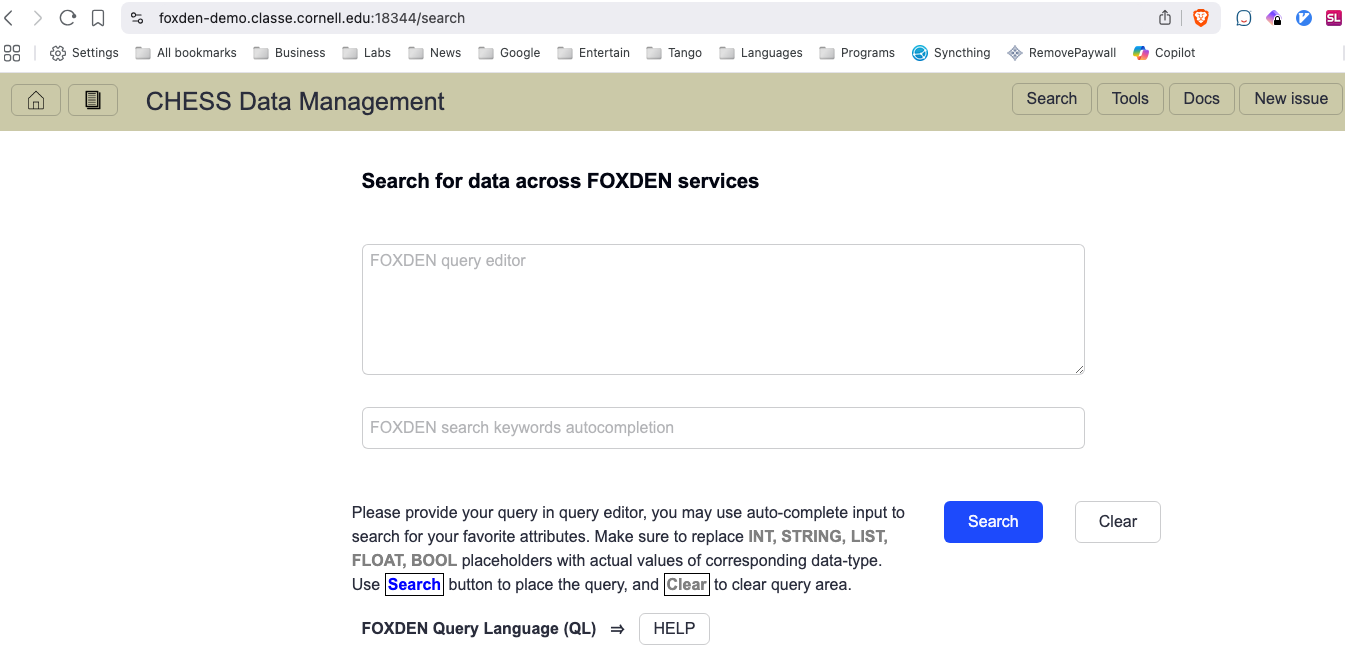 foxden-demo.classe.cornell.edu:18344/search
SL
Settings All bookmarks Business Labs News Google Entertain Tango Languages Programs Syncthing RemovePaywall Copilot
CHESS Data Management Search Tools Docs New issue
Search for data across FOXDEN services
FOXDEN query editor
FOXDEN search keywords autocompletion
Please provide your query in query editor, you may use auto-complete input to
search for your favorite attributes. Make sure to replace INT, STRING, LIST,
FLOAT, BOOL placeholders with actual values of corresponding data-type.
Use Search button to place the query, and Clear to clear query area.
Search Clear
FOXDEN Query Language (QL) ⇒ HELP